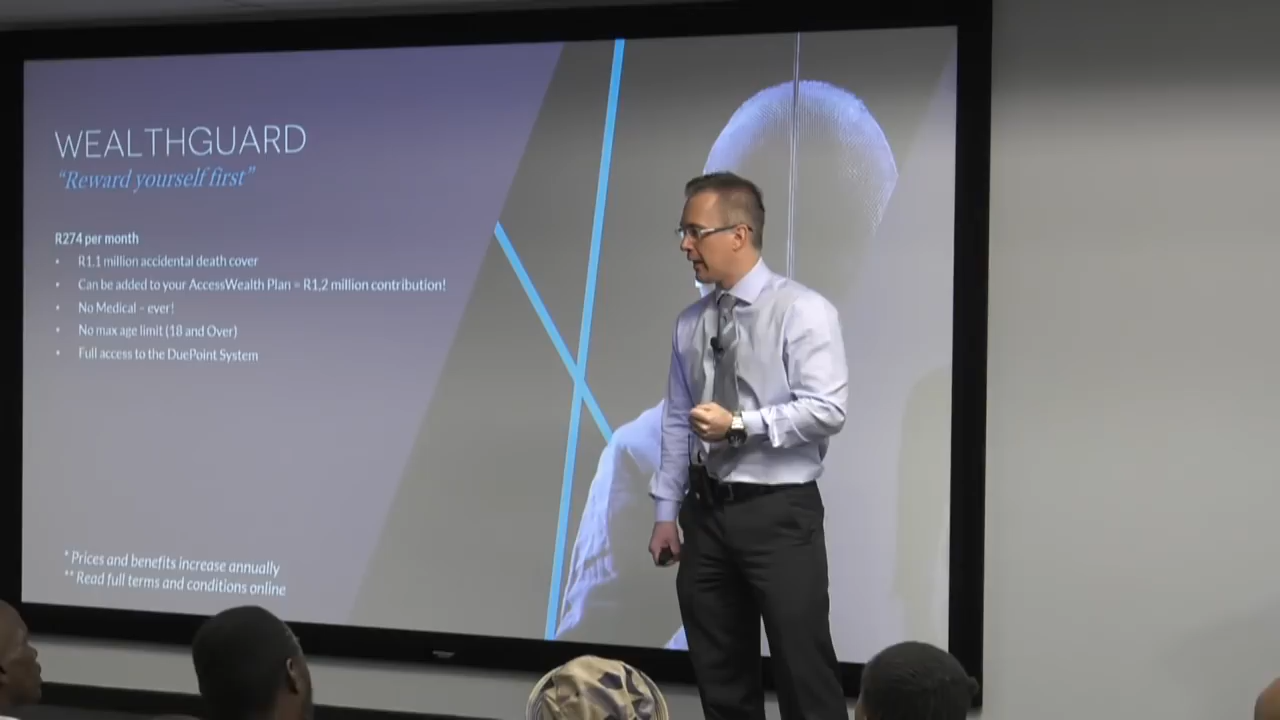 WEALTHGUARD
“Reward yourself first”
R274 per month
• R1.1 million accidental death cover
• Can be added to your AccessWealth Plan = R1,2 million contribution!
• No Medical – ever!
• No max age limit (18 and Over)
• Full access to the DuePoint System
* Prices and benefits increase annually
** Read full terms and conditions online